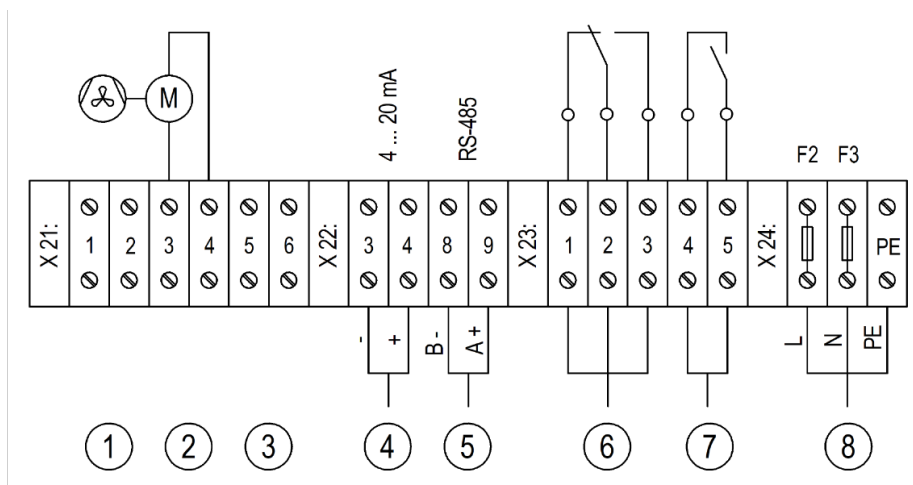 M
4 ... 20 mA
RS-485
F2 F3
X 21: 1 2 3 4 5 6 X 22: 3 4 8 9 X 23: 1 2 3 4 5 X 24: PE
- + B - A + L N PE
1 2 3 4 5 6 7 8